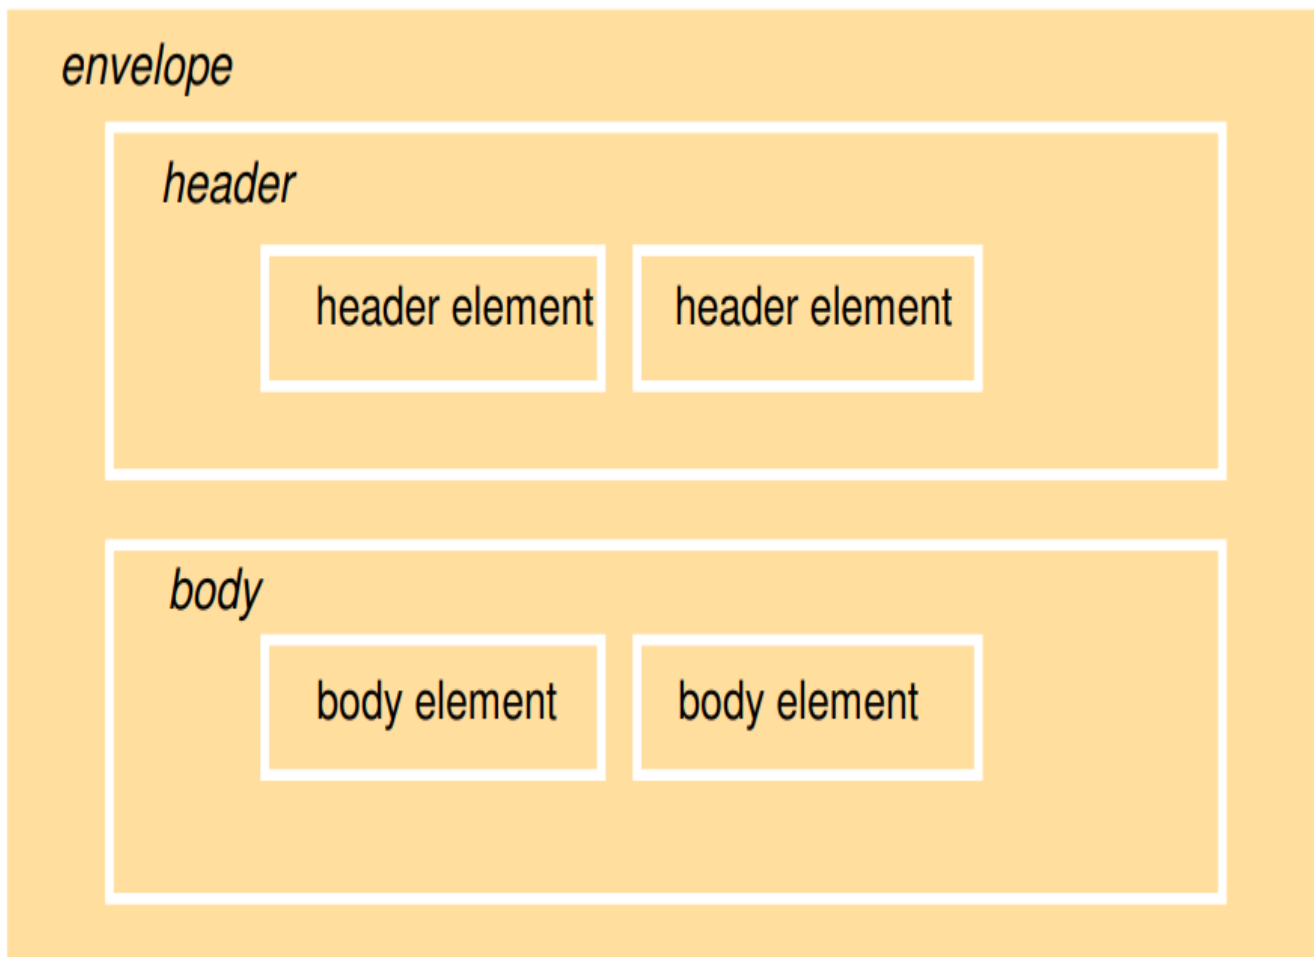 envelope
header
header element header element
body
body element body element